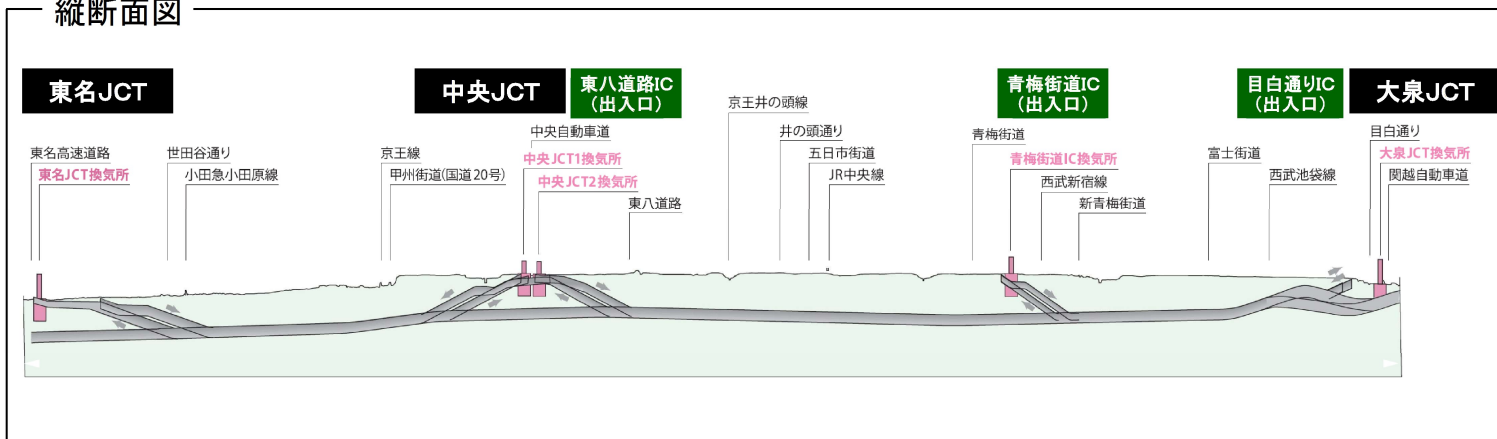 縦断面図
東名JCT
中央JCT
東八道路IC
(出入口)
青梅街道IC
(出入口)
目白通りIC
(出入口)
大泉JCT
東名高速道路
東名JCT換気所
世田谷通り
小田急小田原線
京王線
甲州街道(国道20号)
中央自動車道
中央JCT1換気所
中央JCT2換気所
東八道路
京王井の頭線
井の頭通り
五日市街道
JR中央線
青梅街道
青梅街道IC換気所
西武新宿線
新青梅街道
富士街道
西武池袋線
目白通り
大泉JCT換気所
関越自動車道